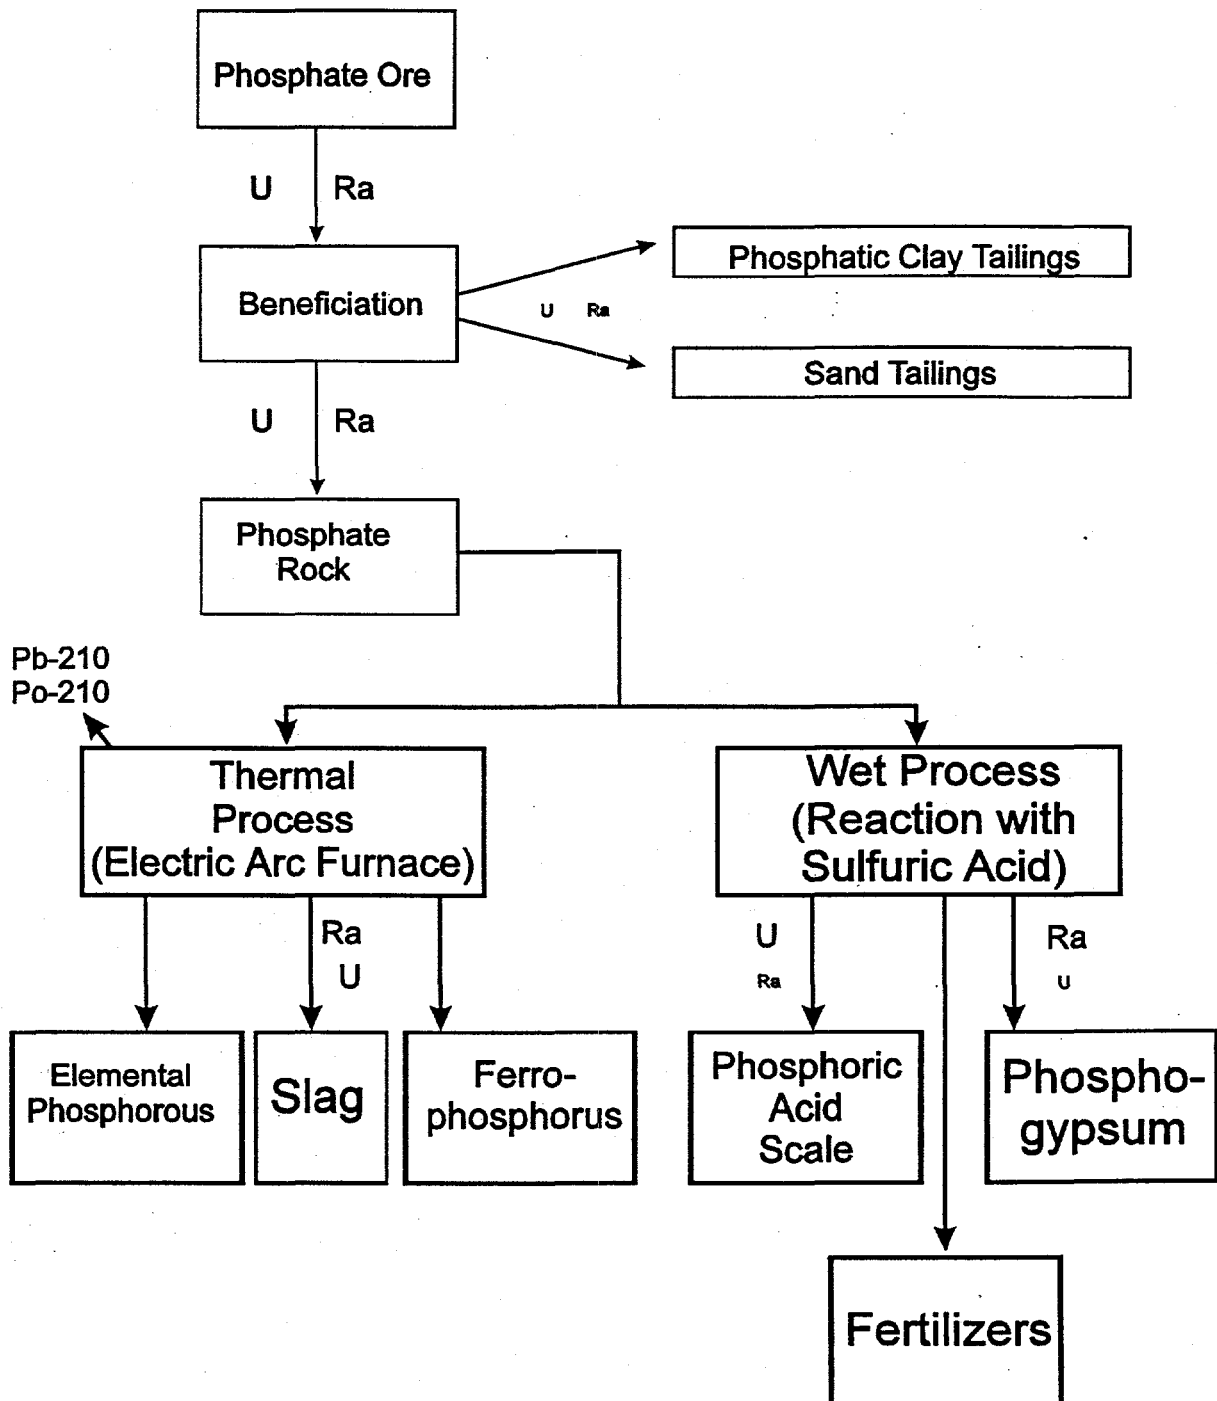 Phosphate Ore
U Ra
Beneficiation
Phosphatic Clay Tailings
U Ra
Sand Tailings
U Ra
Phosphate
Rock
Pb-210
Po-210
Thermal
Process
(Electric Arc Furnace)
Wet Process
(Reaction with
Sulfuric Acid)
Ra
U
U
Ra
Ra
U
Elemental
Phosphorous
Slag
Ferro-
phosphorus
Phosphoric
Acid
Scale
Phospho-
gypsum
Fertilizers